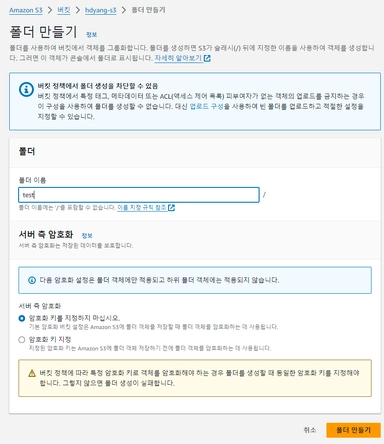 Amazon S3 > 버킷 > hdyang-s3 > 폴더 만들기
폴더 만들기 정보
폴더를 사용하여 버킷에서 객체를 그룹화합니다. 폴더를 생성하면 S3가 슬래시(/) 뒤에 지정한 이름을 사용하여 객체를 생성합니다.
다. 그러면 이 객체가 콘솔에서 폴더로 표시됩니다. 자세히 알아보기
버킷 정책에서 폴더 생성을 차단할 수 있음
버킷 정책에서 특정 태그, 메타데이터 또는 ACL(액세스 제어 목록) 피부여자가 없는 객체의 업로드를 금지하는 경우
이 구성을 사용하여 폴더를 생성할 수 없습니다. 대신 업로드 구성을 사용하여 빈 폴더를 업로드하고 적절한 설정을
지정할 수 있습니다.
폴더
폴더 이름
test /
폴더 이름에는 '/'를 포함할 수 없습니다. 이름 지정 규칙 참조
서버 측 암호화 정보
서버 측 암호화는 저장된 데이터를 보호합니다.
다음 암호화 설정은 폴더 객체에만 적용되고 하위 폴더 객체에는 적용되지 않습니다.
서버 측 암호화
암호화 키를 지정하지 마십시오.
기본 암호화 버킷 설정은 Amazon S3에 폴더 객체를 저장할 때 폴더 객체를 암호화하는 데 사용됩니다.
암호화 키 지정
지정된 암호화 키는 Amazon S3에 폴더 객체 저장하기 전에 폴더 객체를 암호화하는 데 사용됩니다.
버킷 정책에 따라 특정 암호화 키로 객체를 암호화해야 하는 경우 폴더를 생성할 때 동일한 암호화 키를 지정해야
합니다. 그렇지 않으면 폴더 생성이 실패합니다.
취소 폴더 만들기